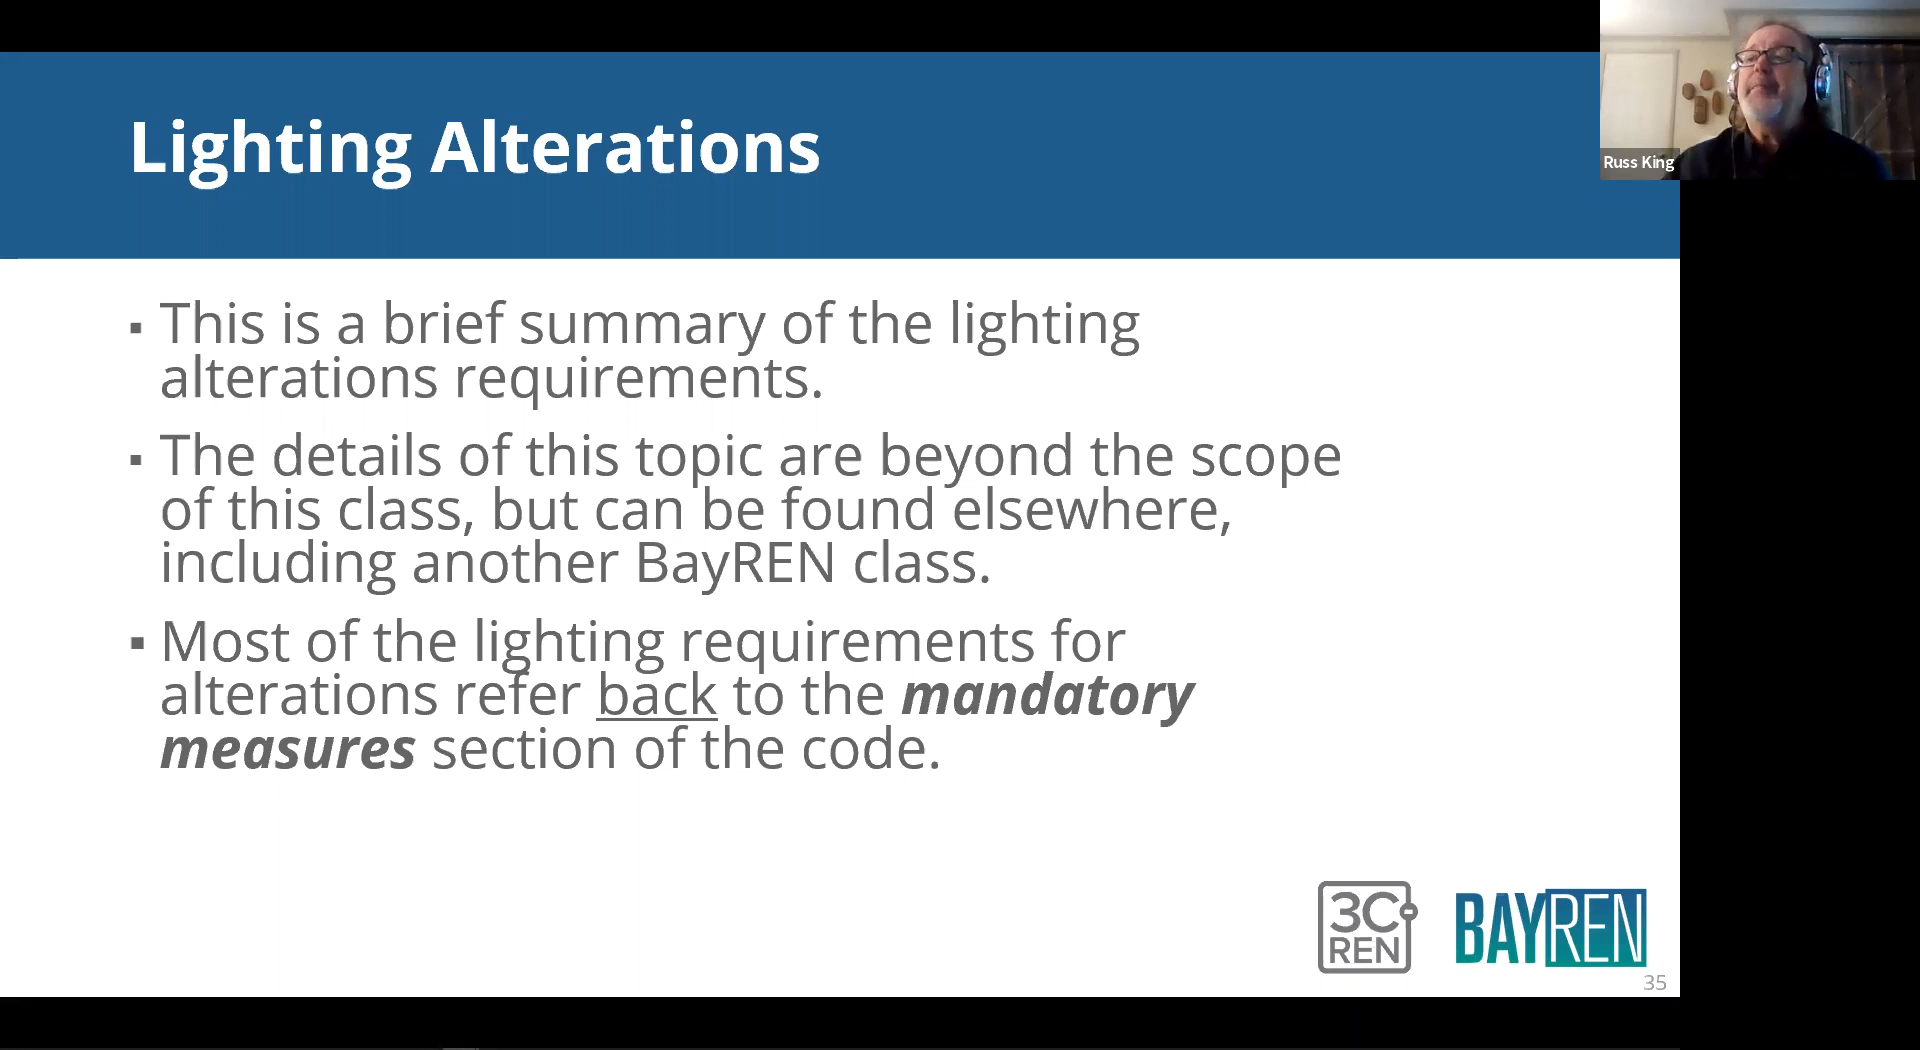 Lighting Alterations
Russ King
▪ This is a brief summary of the lighting
alterations requirements.
▪ The details of this topic are beyond the scope
of this class, but can be found elsewhere,
including another BayREN class.
▪ Most of the lighting requirements for
alterations refer back to the mandatory
measures section of the code.
3C
REN
BAYREN
35